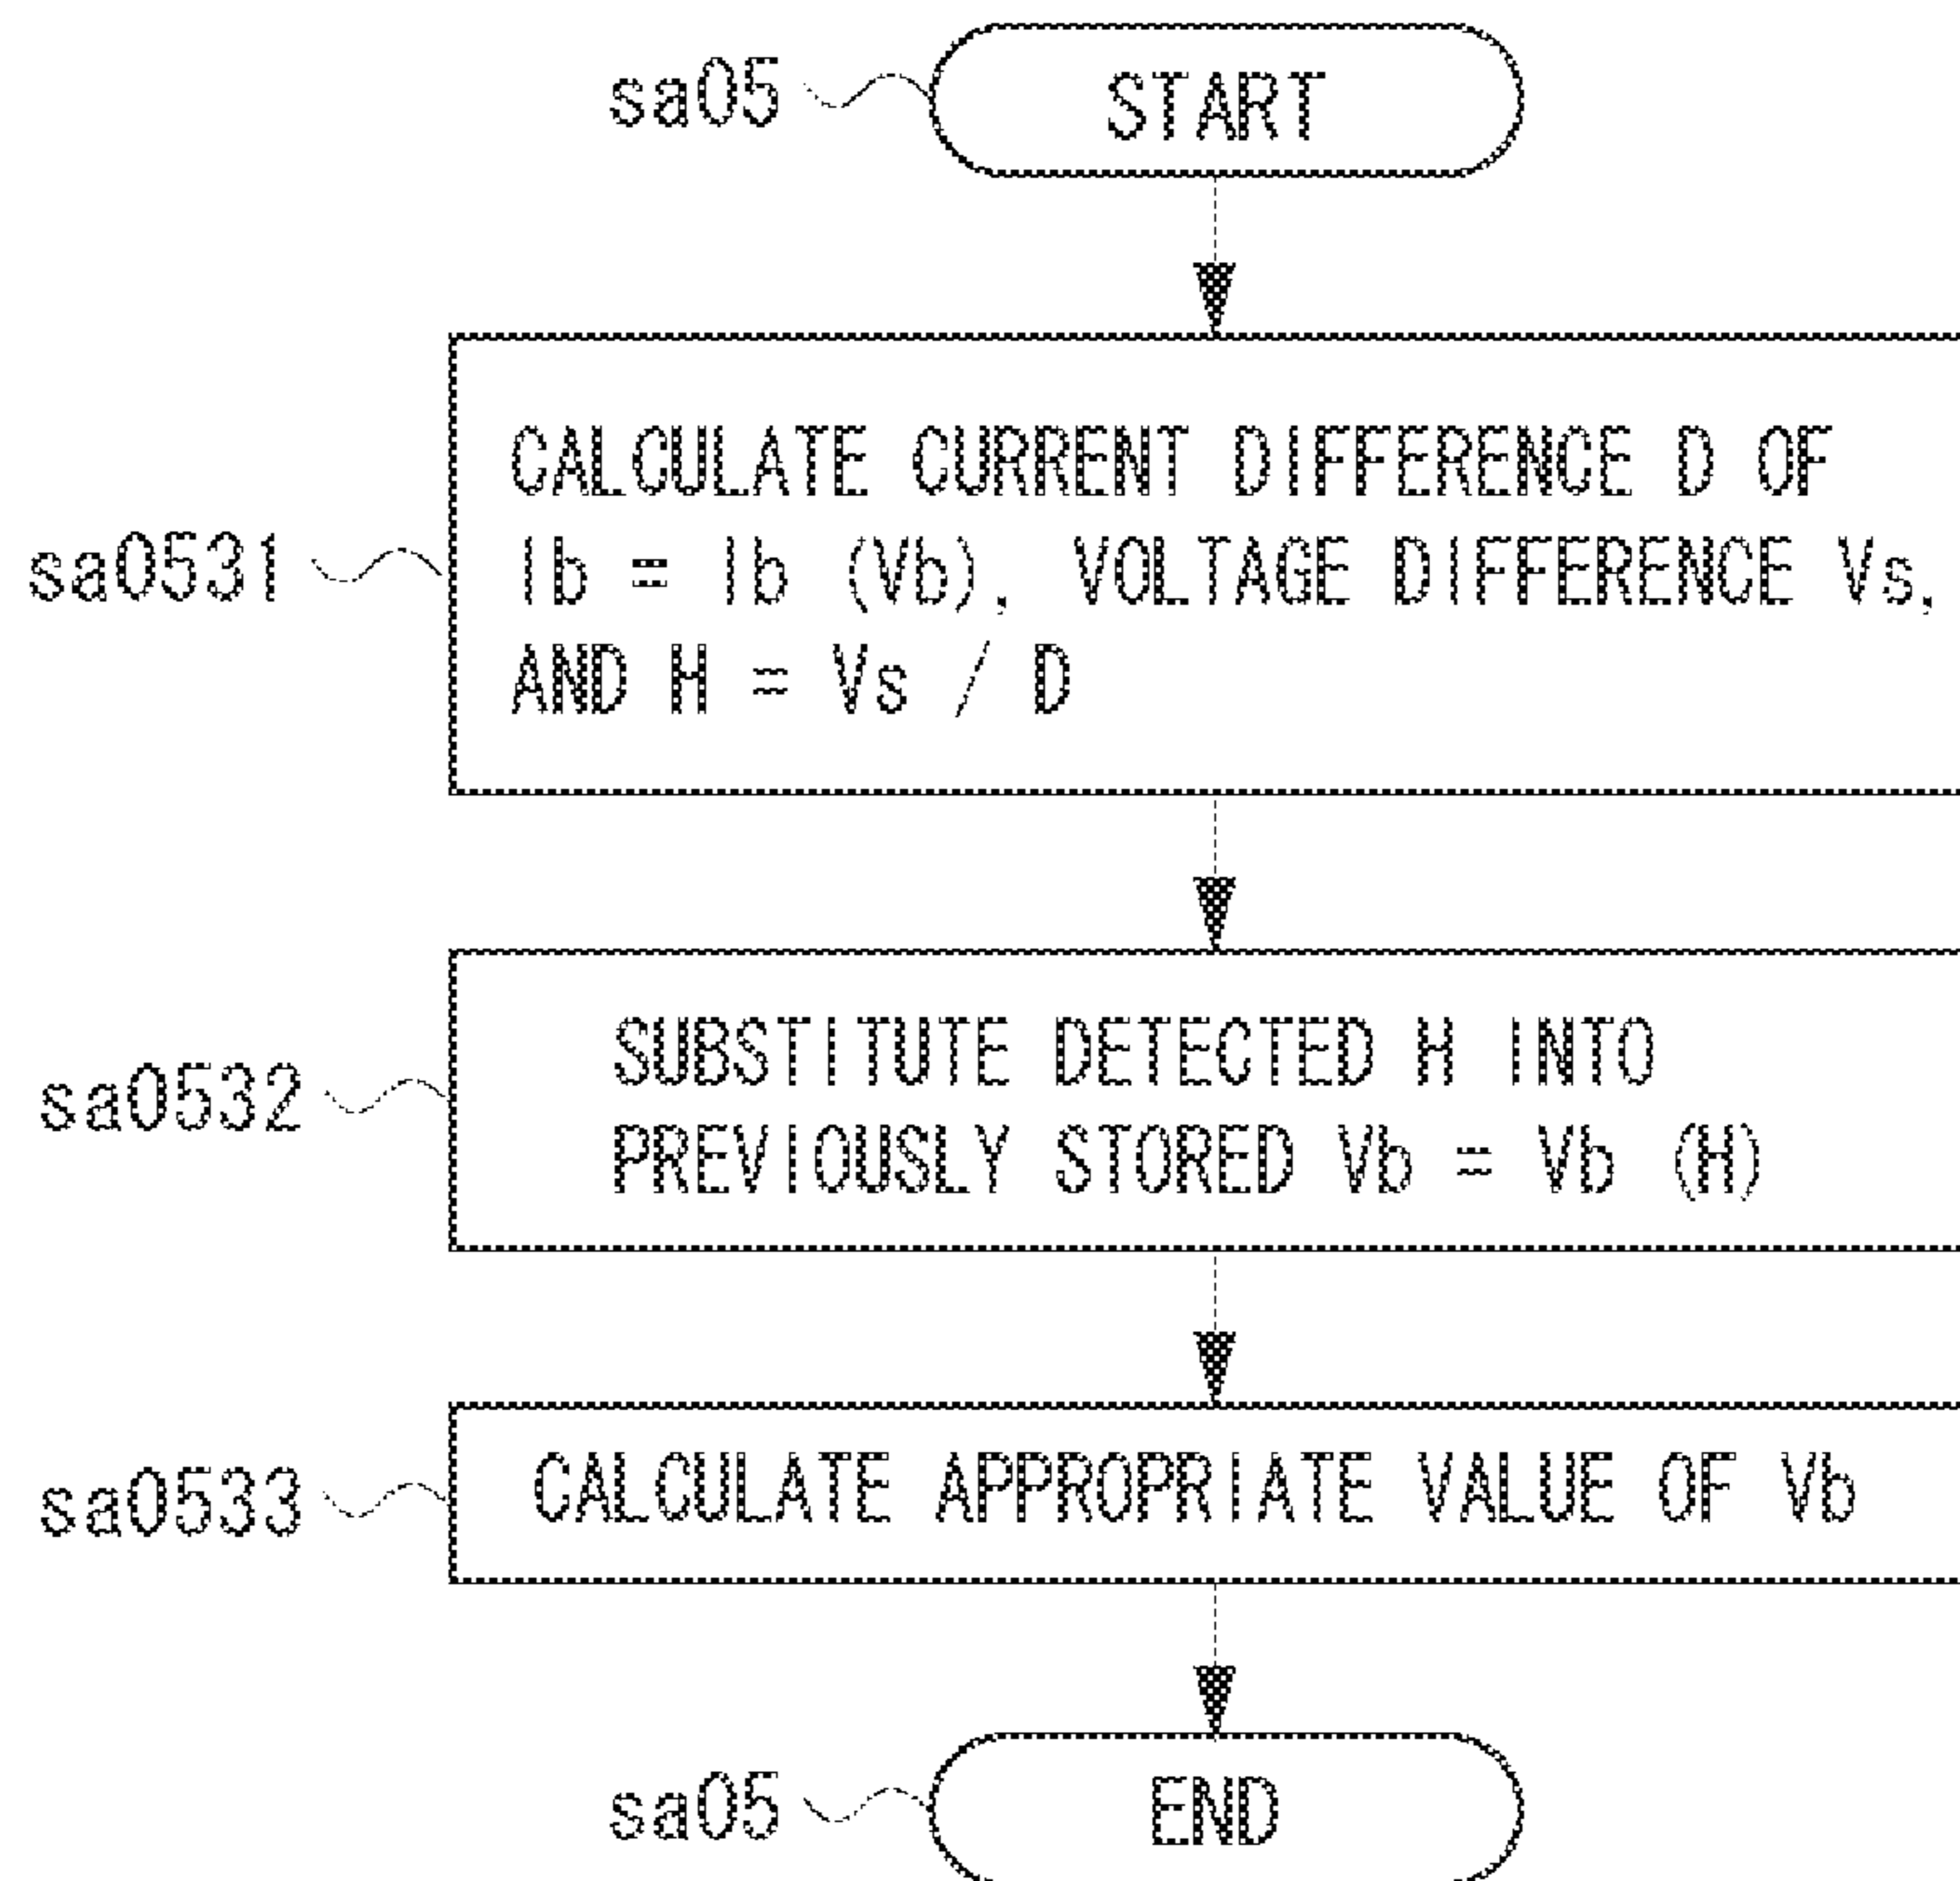 sa05 START
CALCULATE CURRENT DIFFERENCE D OF
sa0531 Ib = Ib (Vb), VOLTAGE DIFFERENCE Vs,
AND H = Vs / D
SUBSTITUTE DETECTED H INTO
sa0532
PREVIOUSLY STORED Vb = Vb (H)
sa0533 CALCULATE APPROPRIATE VALUE OF Vb
sa05 END